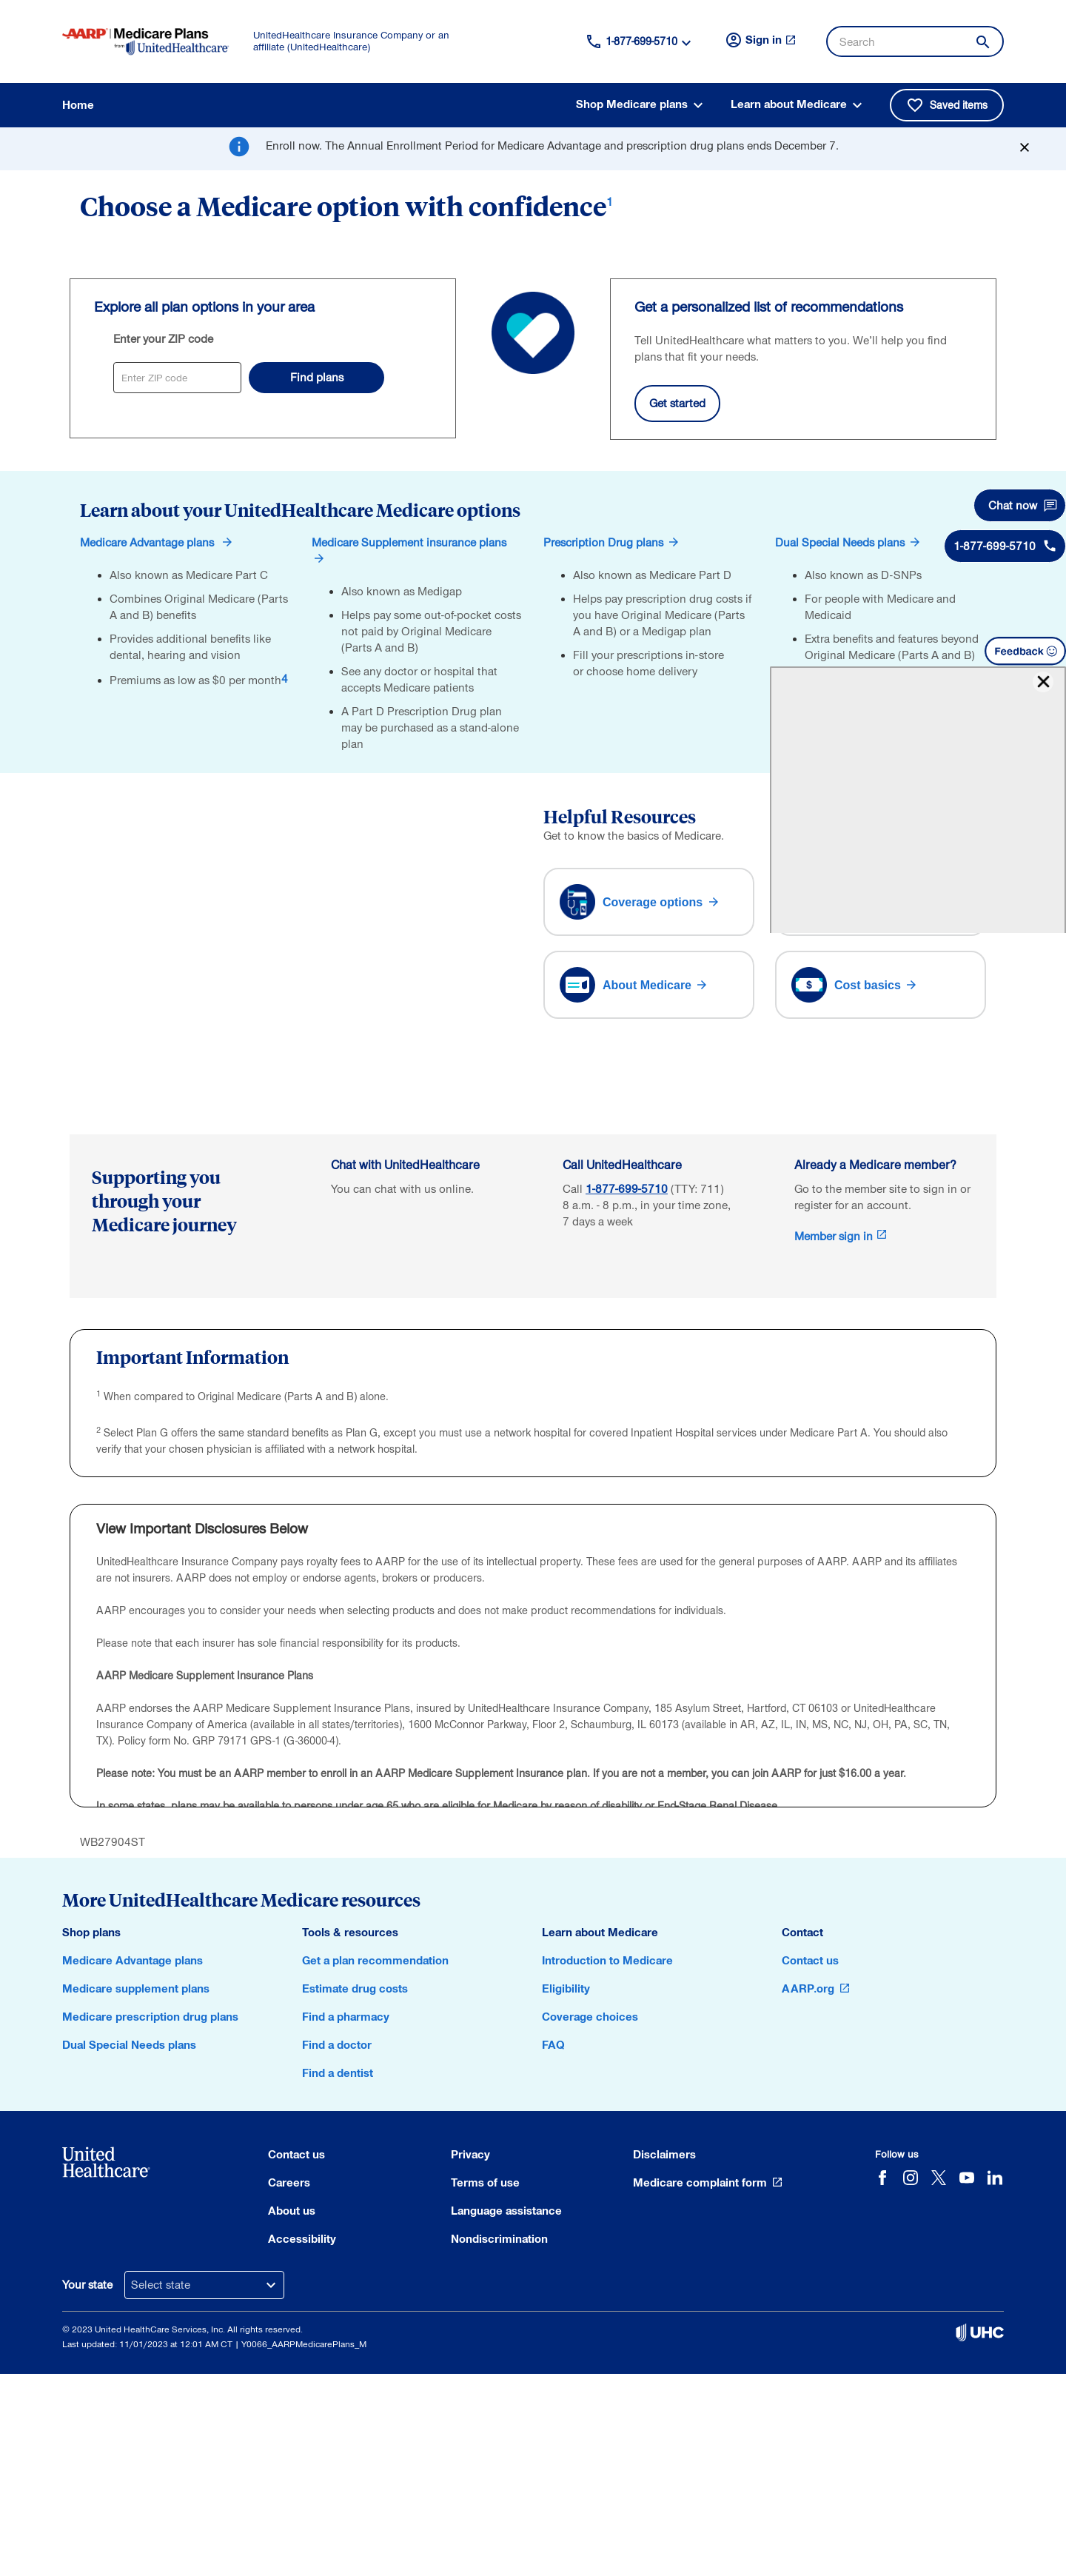 AARP | Medicare Plans
from UnitedHealthcare
UnitedHealthcare Insurance Company or an
affiliate (UnitedHealthcare)
1-877-699-5710
Sign in
Search
Home
Shop Medicare plans
Learn about Medicare
Saved items
Enroll now. The Annual Enrollment Period for Medicare Advantage and prescription drug plans ends December 7.
Choose a Medicare option with confidence1
Explore all plan options in your area
Enter your ZIP code
Enter ZIP code
Find plans
Get a personalized list of recommendations
Tell UnitedHealthcare what matters to you. We'll help you find
plans that fit your needs.
Get started
Learn about your UnitedHealthcare Medicare options
Chat now
1-877-699-5710
Feedback
Medicare Advantage plans
Also known as Medicare Part C
Combines Original Medicare (Parts
A and B) benefits
Provides additional benefits like
dental, hearing and vision
Premiums as low as $0 per month4
Medicare Supplement insurance plans
Also known as Medigap
Helps pay some out-of-pocket costs
not paid by Original Medicare
(Parts A and B)
See any doctor or hospital that
accepts Medicare patients
A Part D Prescription Drug plan
may be purchased as a stand-alone
plan
Prescription Drug plans
Also known as Medicare Part D
Helps pay prescription drug costs if
you have Original Medicare (Parts
A and B) or a Medigap plan
Fill your prescriptions in-store
or choose home delivery
Dual Special Needs plans
Also known as D-SNPs
For people with Medicare and
Medicaid
Extra benefits and features beyond
Original Medicare (Parts A and B)
Helpful Resources
Get to know the basics of Medicare.
Coverage options
About Medicare
$
Cost basics
Supporting you
through your
Medicare journey
Chat with UnitedHealthcare
You can chat with us online.
Call UnitedHealthcare
Call 1-877-699-5710 (TTY: 711)
8 a.m. - 8 p.m., in your time zone,
7 days a week
Already a Medicare member?
Go to the member site to sign in or
register for an account.
Member sign in
Important Information
1 When compared to Original Medicare (Parts A and B) alone.
2 Select Plan G offers the same standard benefits as Plan G, except you must use a network hospital for covered Inpatient Hospital services under Medicare Part A. You should also
verify that your chosen physician is affiliated with a network hospital.
View Important Disclosures Below
UnitedHealthcare Insurance Company pays royalty fees to AARP for the use of its intellectual property. These fees are used for the general purposes of AARP. AARP and its affiliates
are not insurers. AARP does not employ or endorse agents, brokers or producers.
AARP encourages you to consider your needs when selecting products and does not make product recommendations for individuals.
Please note that each insurer has sole financial responsibility for its products.
AARP Medicare Supplement Insurance Plans
AARP endorses the AARP Medicare Supplement Insurance Plans, insured by UnitedHealthcare Insurance Company, 185 Asylum Street, Hartford, CT 06103 or UnitedHealthcare
Insurance Company of America (available in all states/territories), 1600 McConnor Parkway, Floor 2, Schaumburg, IL 60173 (available in AR, AZ, IL, IN, MS, NC, NJ, OH, PA, SC, TN,
TX). Policy form No. GRP 79171 GPS-1 (G-36000-4).
Please note: You must be an AARP member to enroll in an AARP Medicare Supplement Insurance plan. If you are not a member, you can join AARP for just $16.00 a year.
In some states, plans may be available to persons under age 65 who are eligible for Medicare by reason of disability or End-Stage Renal Disease.
WB27904ST
More UnitedHealthcare Medicare resources
Shop plans
Medicare Advantage plans
Medicare supplement plans
Medicare prescription drug plans
Dual Special Needs plans
Tools & resources
Get a plan recommendation
Estimate drug costs
Find a pharmacy
Find a doctor
Find a dentist
Learn about Medicare
Introduction to Medicare
Eligibility
Coverage choices
FAQ
Contact
Contact us
AARP.org
United
Healthcare
Contact us
Careers
About us
Accessibility
Privacy
Terms of use
Language assistance
Nondiscrimination
Disclaimers
Medicare complaint form
Follow us
Your state
Select state
© 2023 United HealthCare Services, Inc. All rights reserved.
Last updated: 11/01/2023 at 12:01 AM CT | Y0066_AARPMedicarePlans_M
UHC